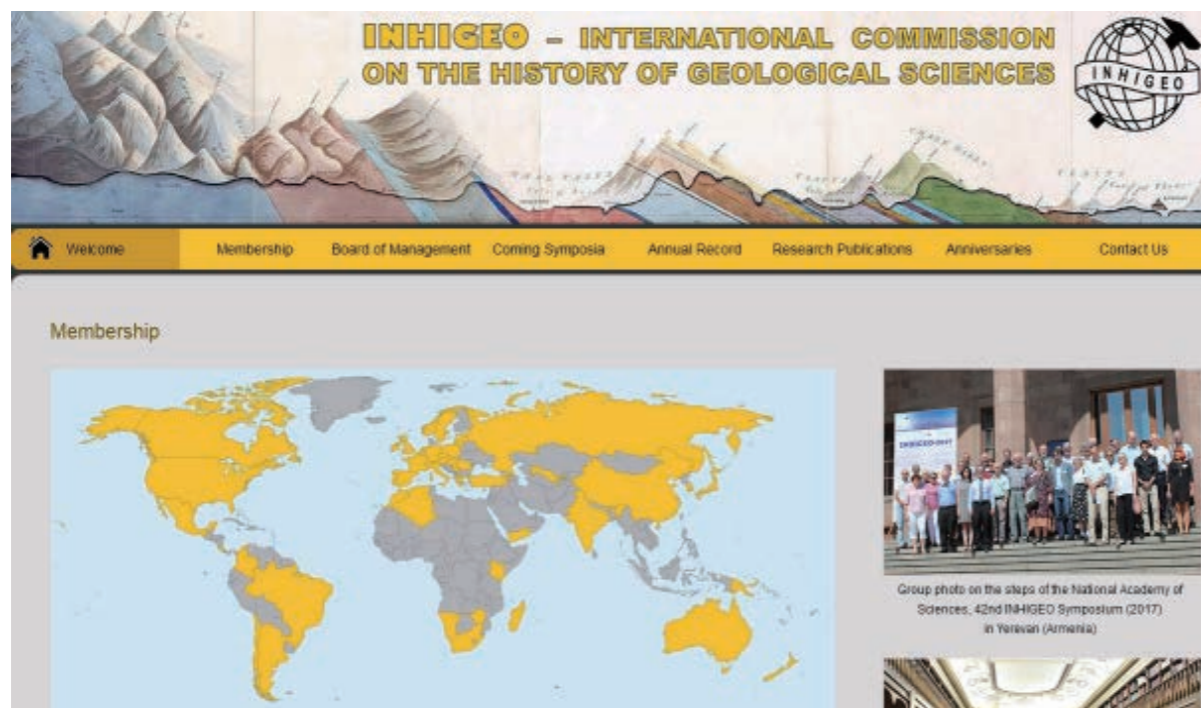 INHIGEO – INTERNATIONAL COMMISSION
ON THE HISTORY OF GEOLOGICAL SCIENCES
INHIGEO
Welcome Membership Board of Management Coming Symposia Annual Record Research Publications Anniversaries Contact Us
Membership
INHIGEO-2017
Group photo on the steps of the National Academy of
Sciences, 42nd INHIGEO Symposium (2017)
in Yerevan (Armenia)